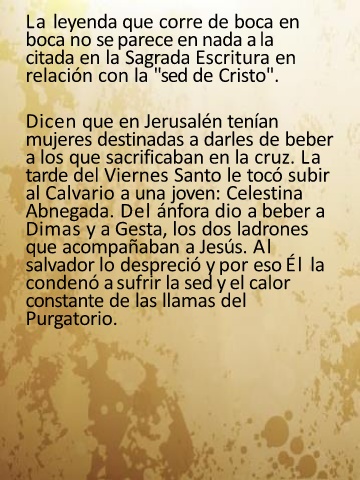 La leyenda que corre de boca en
boca no se parece en nada a la
citada en la Sagrada Escritura en
relación con la "sed de Cristo".

Dicen que en Jerusalén tenían
mujeres destinadas a darles de beber
a los que sacrificaban en la cruz. La
tarde del Viernes Santo le tocó subir
al Calvario a una joven: Celestina
Abnegada. Del ánfora dio a beber a
Dimas y a Gesta, los dos ladrones
que acompañaban a Jesús. Al
salvador lo despreció y por eso Él la
condenó a sufrir la sed y el calor
constante de las llamas del
Purgatorio.